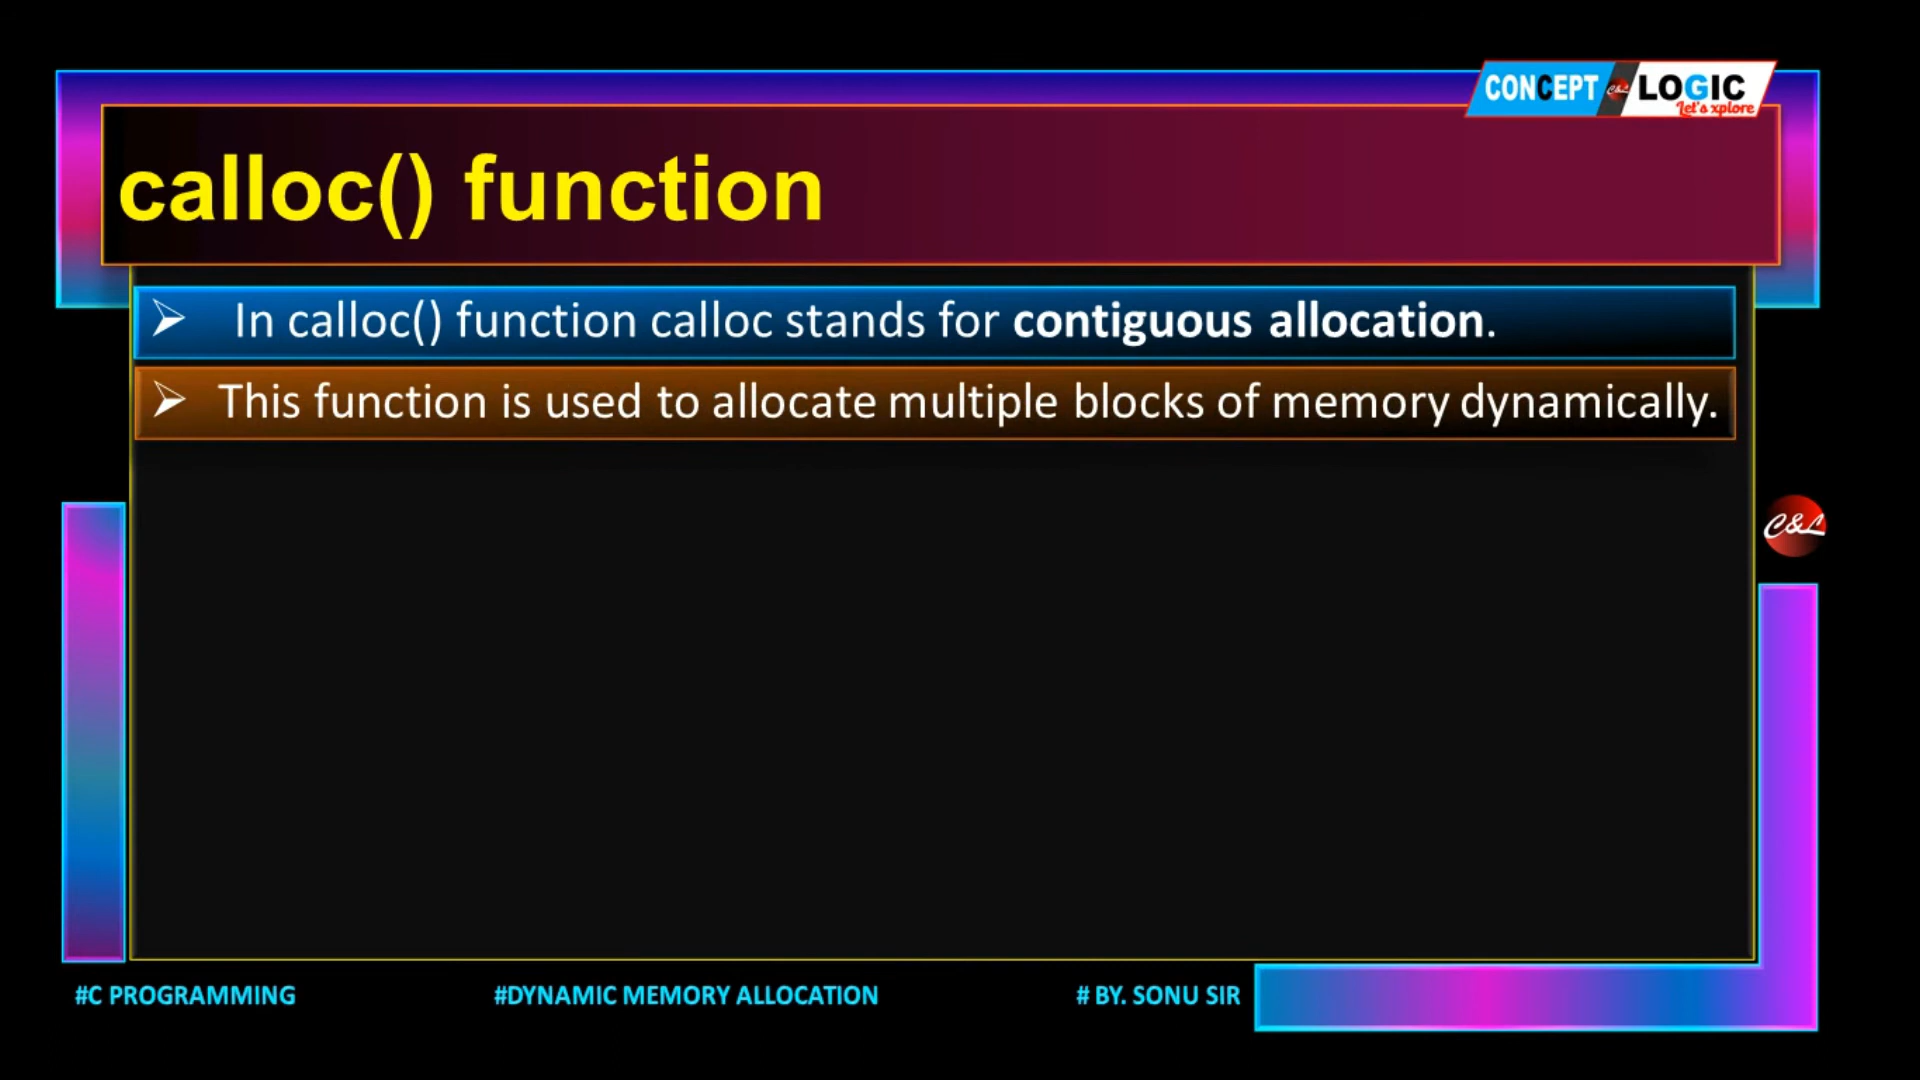 CONCEPT C&L LOGIC
Let's xplore
calloc() function
➢ In calloc() function calloc stands for contiguous allocation.
➢ This function is used to allocate multiple blocks of memory dynamically.
C&L
#C PROGRAMMING #DYNAMIC MEMORY ALLOCATION # BY. SONU SIR